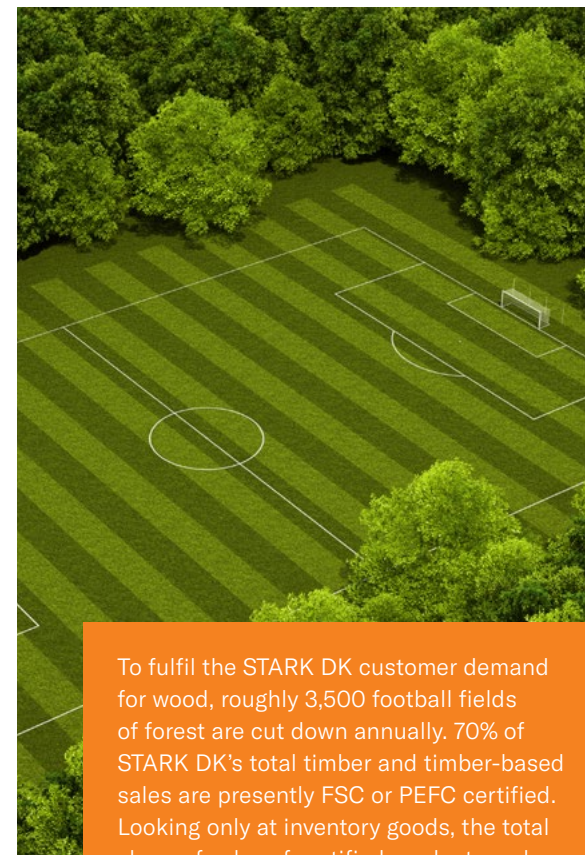 To fulfil the STARK DK customer demand
for wood, roughly 3,500 football fields
of forest are cut down annually. 70% of
STARK DK's total timber and timber-based
sales are presently FSC or PEFC certified.
Looking only at inventory goods, the total